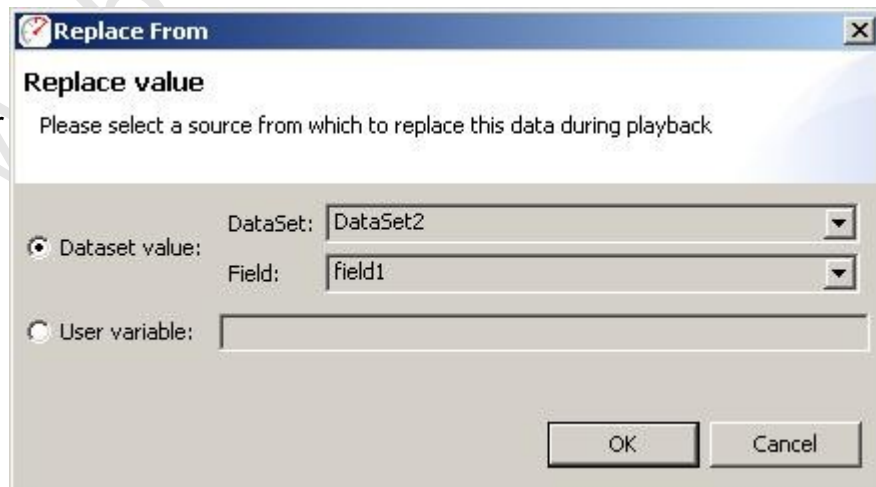 Replace From
Replace value
Please select a source from which to replace this data during playback
Dataset value:
DataSet: DataSet2
Field: field1
User variable:
OK Cancel